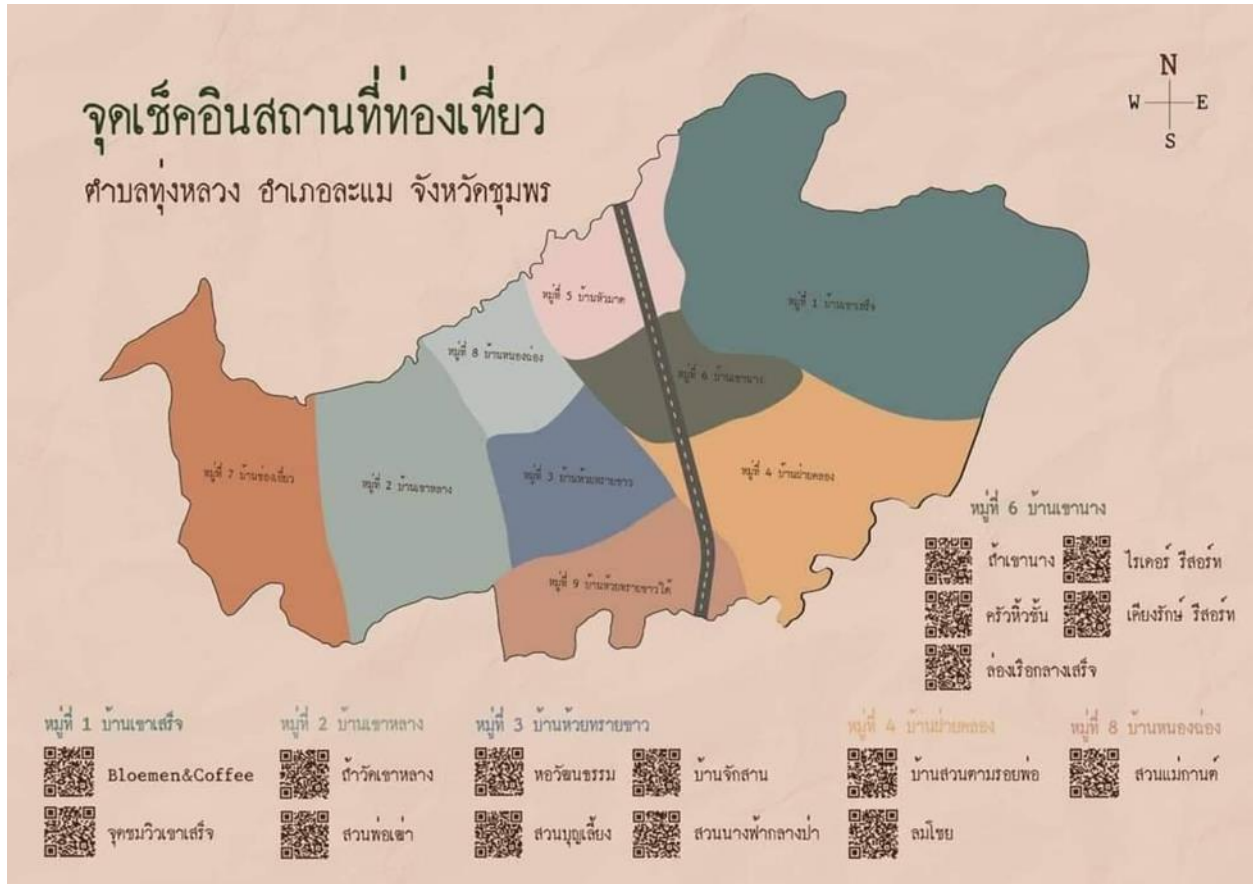 จุดเช็คอินสถานที่ท่องเที่ยว
ตำบลทุ่งหลวง อำเภอละแม จังหวัดชุมพร
N
W E
S
หมู่ที่ 5 บ้านหัวมาด
หมู่ที่ 1 บ้านเขาเสร็จ
หมู่ที่ 8 บ้านหนองฉ่อง
หมู่ที่ 6 บ้านเขานาง
หมู่ที่ 7 บ้านช่องเขียว
หมู่ที่ 2 บ้านเขาหลาง
หมู่ที่ 3 บ้านห้วยทรายขาว
หมู่ที่ 4 บ้านฝ่ายคลอง
หมู่ที่ 9 บ้านห้วยทรายขาวใต้
หมู่ที่ 6 บ้านเขานาง
ถ้ำเขานาง
ไรเดอร์ รีสอร์ท
ครัวหิ้วชั้น
เคียงรักษ์ รีสอร์ท
ล่องเรือกลางเสร็จ
หมู่ที่ 1 บ้านเขาเสร็จ
Bloemen&Coffee
จุดชมวิวเขาเสร็จ
หมู่ที่ 2 บ้านเขาหลาง
ถ้ำวัดเขาหลาง
สวนพ่อเฒ่า
หมู่ที่ 3 บ้านห้วยทรายขาว
หอวัฒนธรรม
บ้านจักสาน
สวนบุญเลี้ยง
สวนนางฟ้ากลางป่า
หมู่ที่ 4 บ้านฝ่ายคลอง
บ้านสวนตามรอยพ่อ
ลมโชย
หมู่ที่ 8 บ้านหนองฉ่อง
สวนแม่กานต์